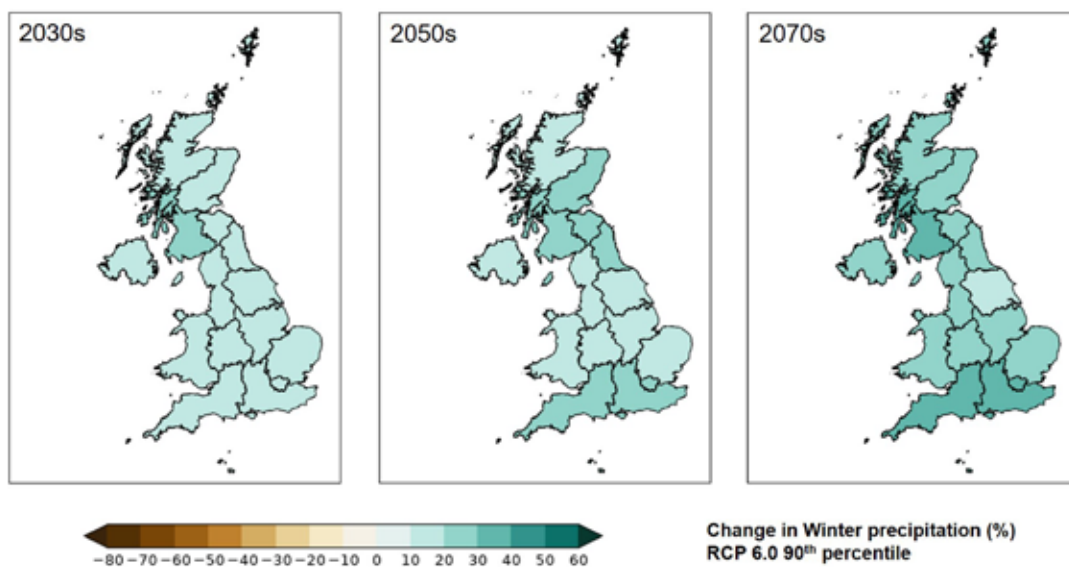 2030s
2050s
2070s
−80 −70 −60 −50 −40 −30 −20 −10 0 10 20 30 40 50 60
Change in Winter precipitation (%)
RCP 6.0 90th percentile